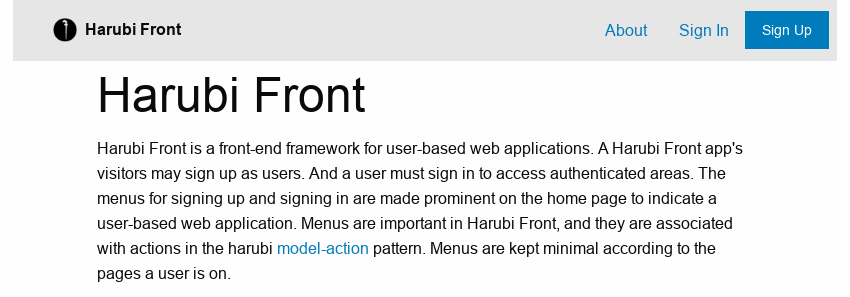 Harubi Front About Sign In Sign Up
Harubi Front
Harubi Front is a front-end framework for user-based web applications. A Harubi Front app's
visitors may sign up as users. And a user must sign in to access authenticated areas. The
menus for signing up and signing in are made prominent on the home page to indicate a
user-based web application. Menus are important in Harubi Front, and they are associated
with actions in the harubi model-action pattern. Menus are kept minimal according to the
pages a user is on.